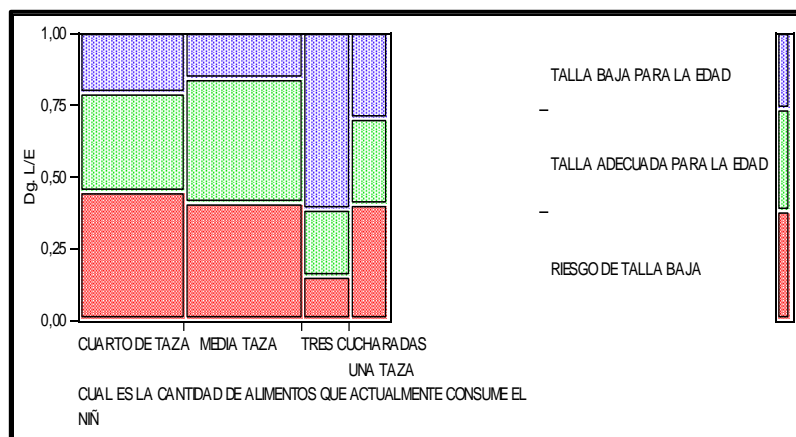 1,00
0,75
0,50
0,25
0,00
Dg. L/E
CUARTO DE TAZA
MEDIA TAZA
TRES CUCHARADAS
UNA TAZA
CUAL ES LA CANTIDAD DE ALIMENTOS QUE ACTUALMENTE CONSUME EL
NIÑ
TALLA BAJA PARA LA EDAD
TALLA ADECUADA PARA LA EDAD
RIESGO DE TALLA BAJA